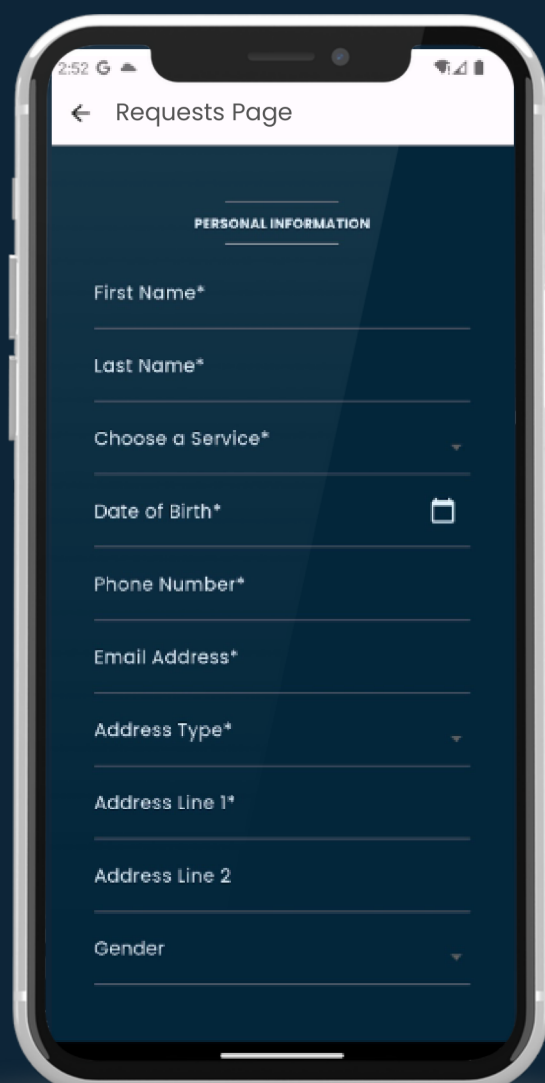 2:52 G
Requests Page
PERSONAL INFORMATION
First Name*
Last Name*
Choose a Service*
Date of Birth*
Phone Number*
Email Address*
Address Type*
Address Line 1*
Address Line 2
Gender